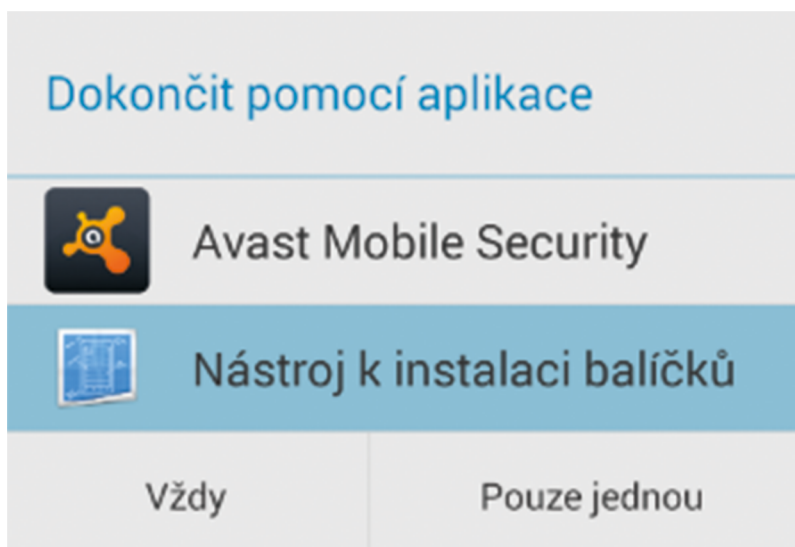 Dokončit pomocí aplikace
Avast Mobile Security
Nástroj k instalaci balíčků
Vždy
Pouze jednou